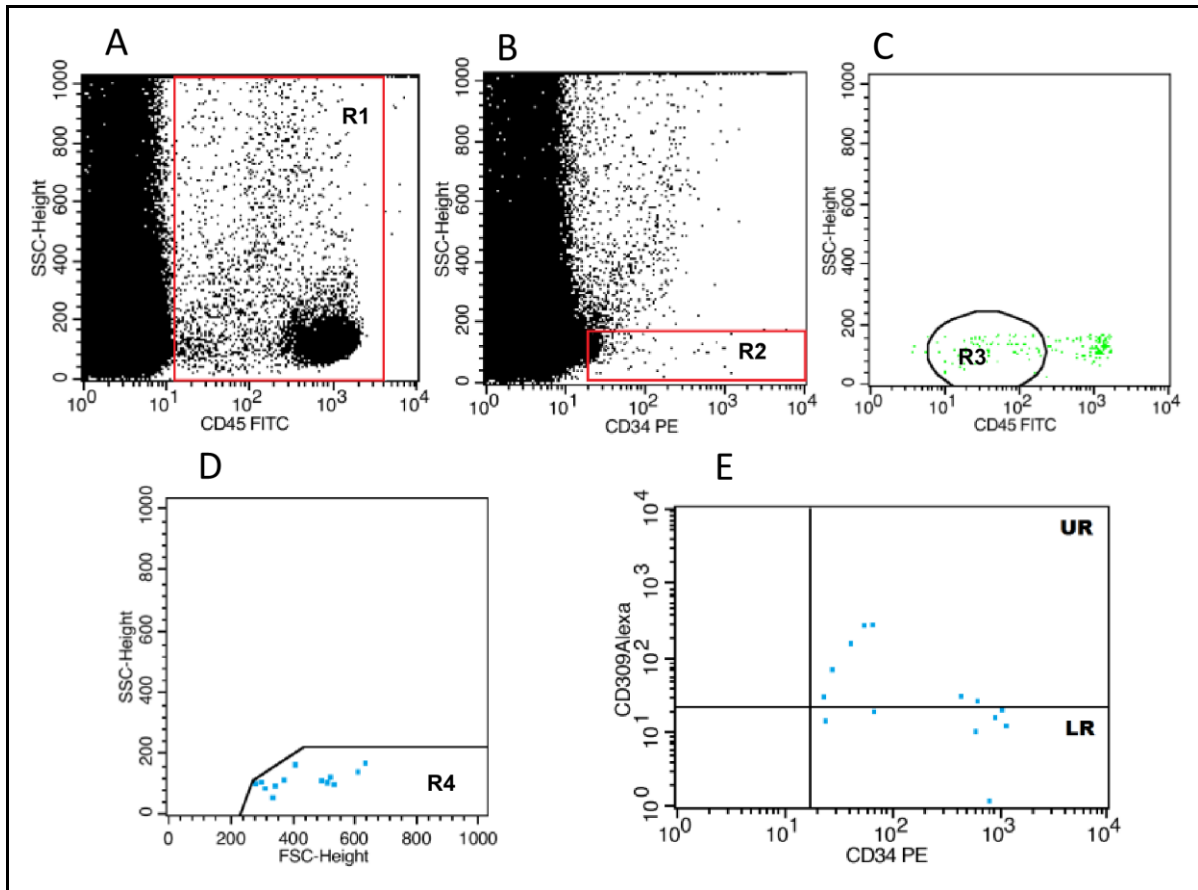 A
1000
800
600
400
200
0
SSC-Height
R1
10^0 10^1 10^2 10^3 10^4
CD45 FITC
B
1000
800
600
400
200
0
SSC-Height
R2
10^0 10^1 10^2 10^3 10^4
CD34 PE
C
1000
800
600
400
200
0
SSC-Height
R3
10^0 10^1 10^2 10^3 10^4
CD45 FITC
D
1000
800
600
400
200
0
SSC-Height
R4
0 200 400 600 800 1000
FSC-Height
E
10^4
10^3
10^2
10^1
10^0
CD309Alexa
UR
LR
10^0 10^1 10^2 10^3 10^4
CD34 PE